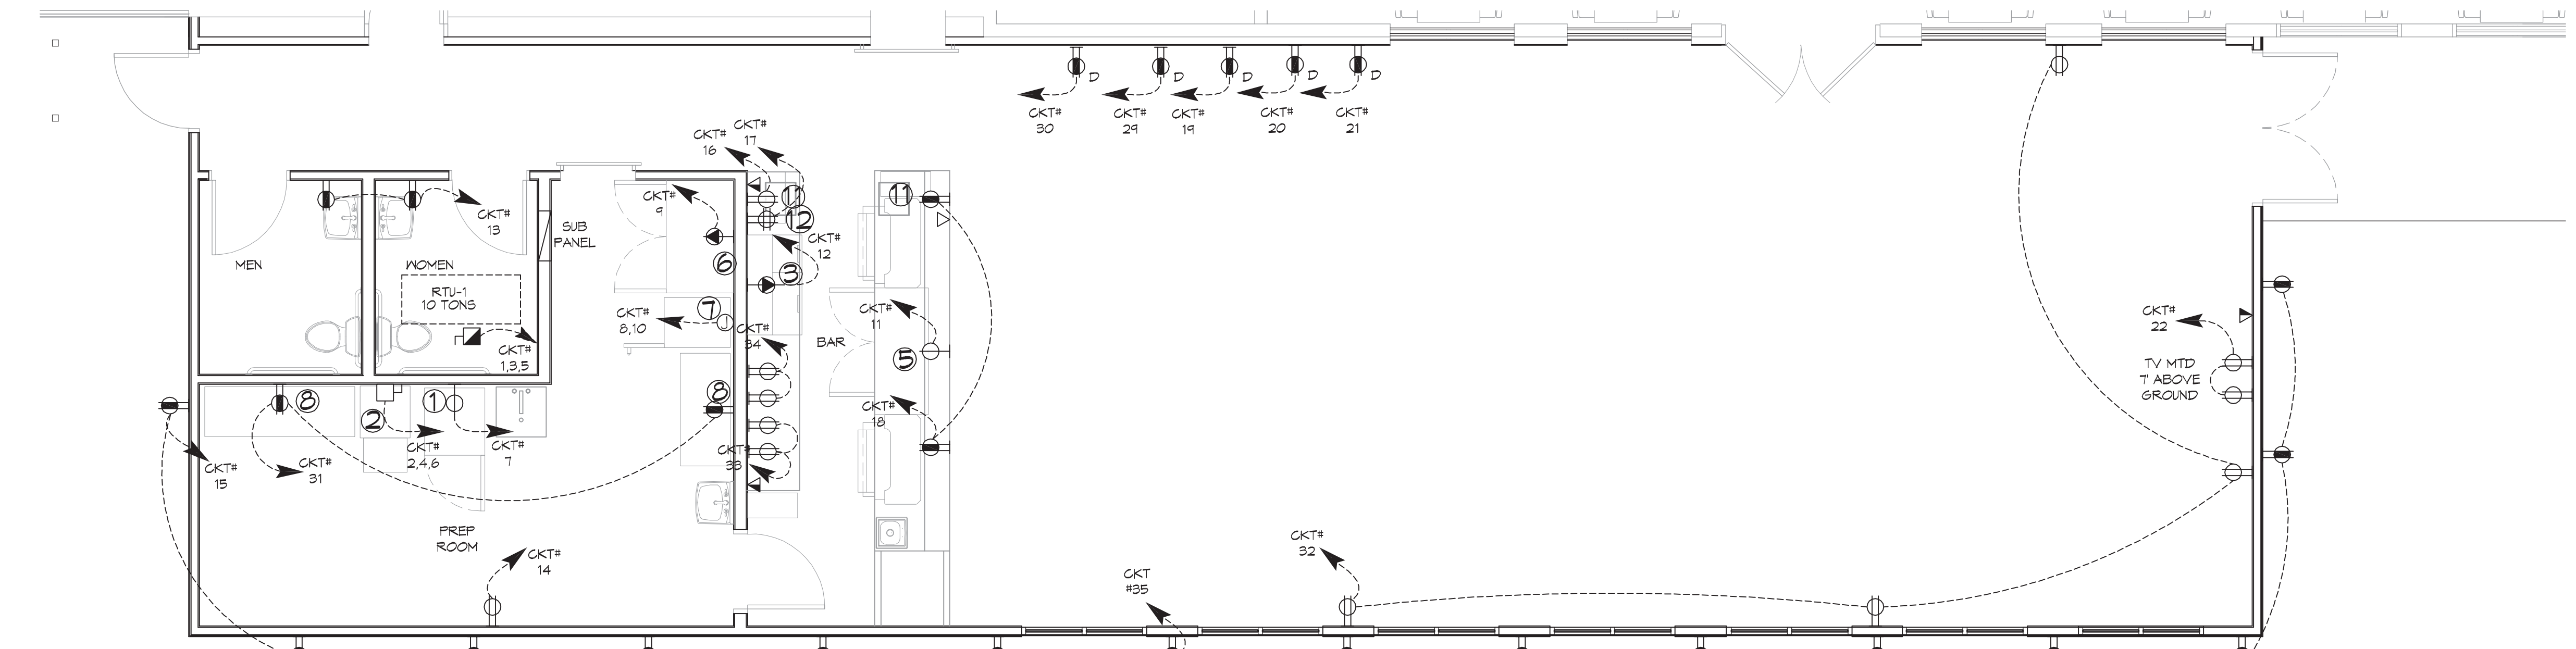 D
D
D
D
D
CKT#
30
CKT#
29
CKT#
19
CKT#
20
CKT#
21
CKT#
16
CKT#
17
CKT#
13
SUB
PANEL
CKT#
9
11
12
CKT#
12
11
MEN
WOMEN
RTU-1
10 TONS
6
3
7
J
CKT#
8,10
CKT#
34
CKT#
1,3,5
BAR
CKT#
11
5
CKT#
22
TV MTD
7' ABOVE
GROUND
8
2
1
8
CKT#
18
CKT#
15
CKT#
31
CKT#
2,4,6
CKT#
7
CKT#
33
PREP
ROOM
CKT#
14
CKT#
32
CKT
#35